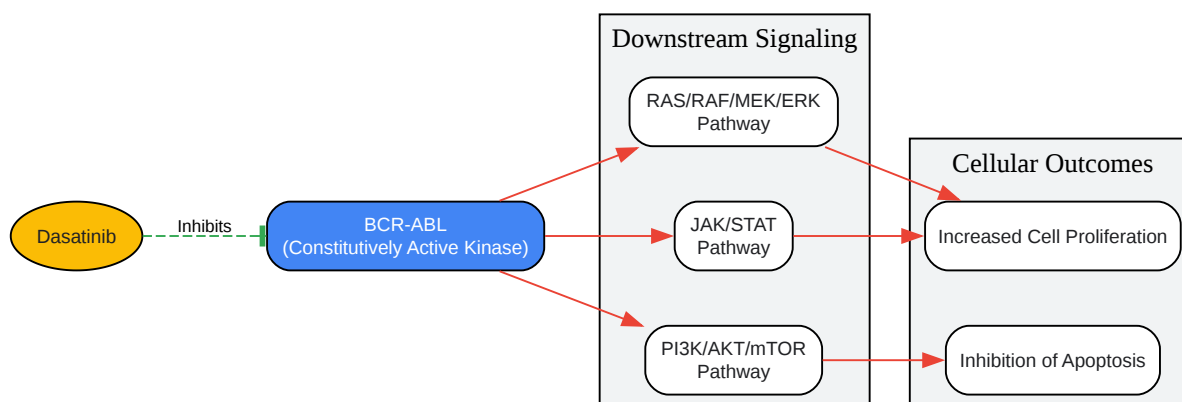 Downstream Signaling
RAS/RAF/MEK/ERK
Pathway
Cellular Outcomes
Dasatinib
Inhibits
BCR-ABL
(Constitutively Active Kinase)
JAK/STAT
Pathway
Increased Cell Proliferation
PI3K/AKT/mTOR
Pathway
Inhibition of Apoptosis